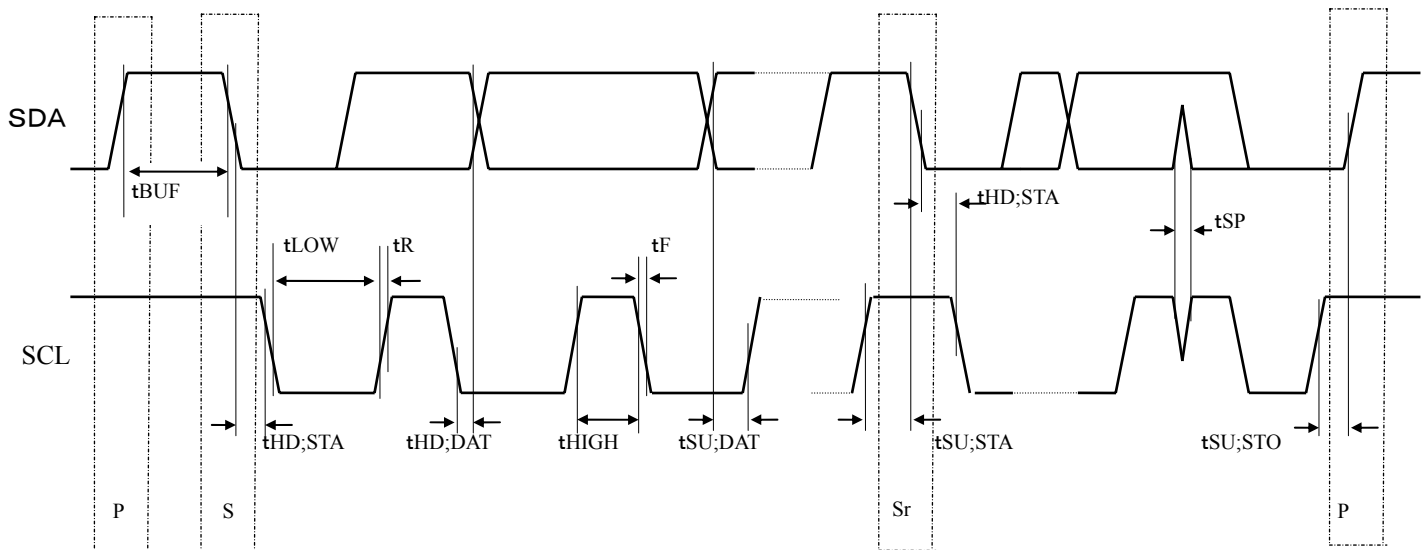 SDA
tBUF
tHD;STA
tSP
tLOW
tR
tF
SCL
tHD;STA
tHD;DAT
tHIGH
tSU;DAT
tSU;STA
tSU;STO
P
S
Sr
P